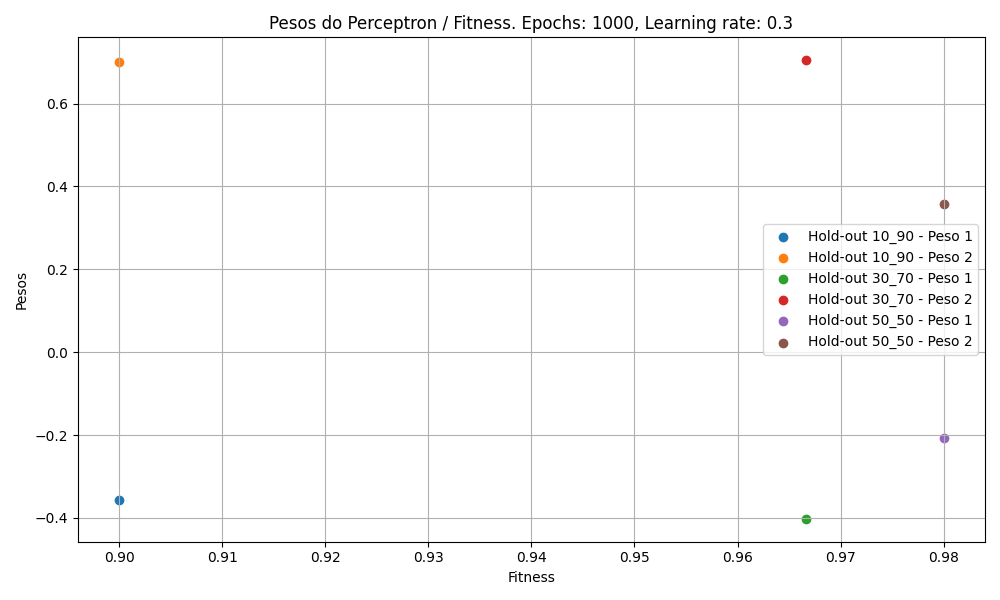 Pesos do Perceptron / Fitness. Epochs: 1000, Learning rate: 0.3
Pesos
0.6
0.4
0.2
0.0
−0.2
−0.4
Hold-out 10_90 - Peso 1
Hold-out 10_90 - Peso 2
Hold-out 30_70 - Peso 1
Hold-out 30_70 - Peso 2
Hold-out 50_50 - Peso 1
Hold-out 50_50 - Peso 2
0.90 0.91 0.92 0.93 0.94 0.95 0.96 0.97 0.98
Fitness